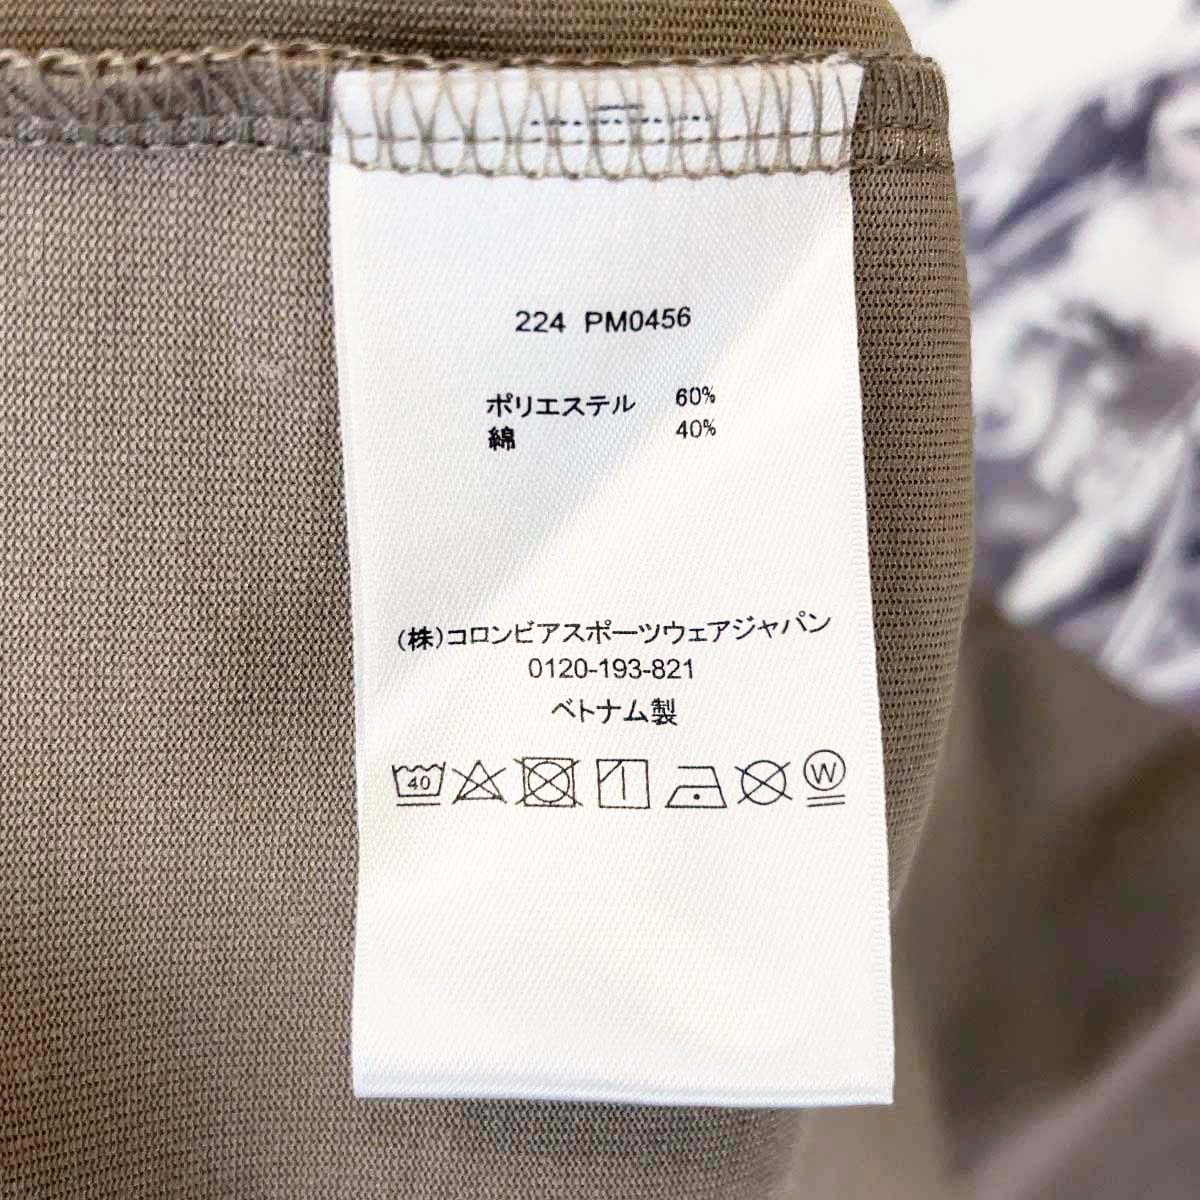 224 PM0456
ポリエステル 60%
綿 40%
(株)コロンビアスポーツウェアジャパン
0120-193-821
ベトナム製
40
W